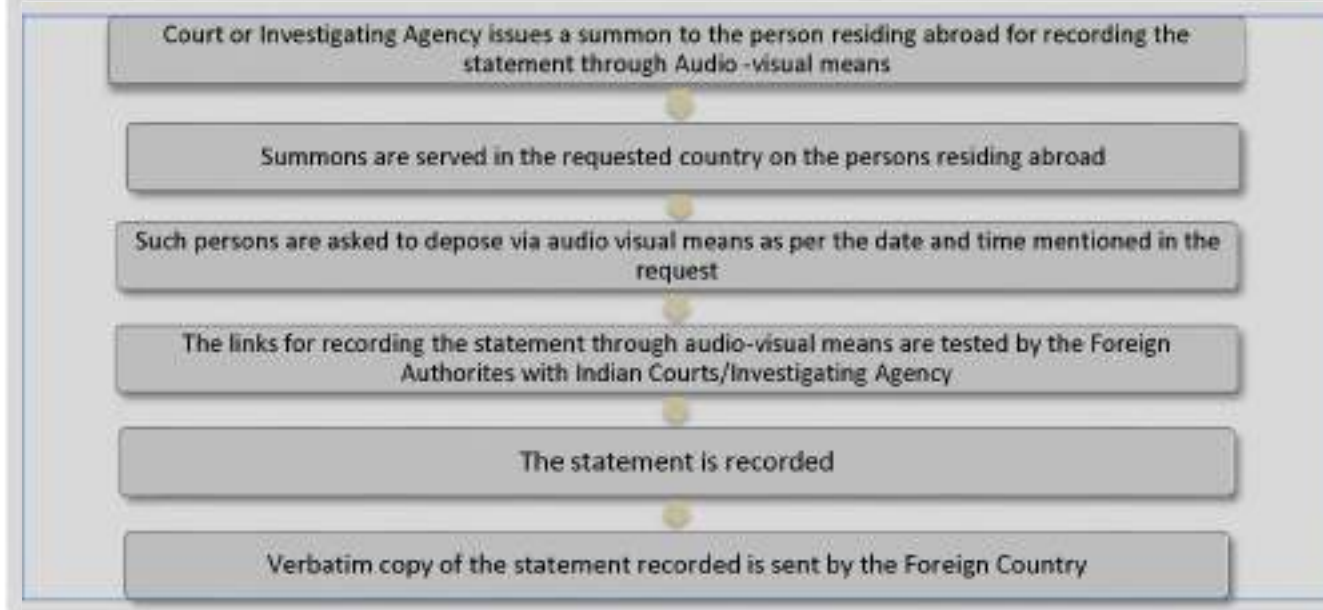 Court or Investigating Agency issues a summon to the person residing abroad for recording the
statement through Audio -visual means
Summons are served in the requested country on the persons residing abroad
Such persons are asked to depose via audio visual means as per the date and time mentioned in the
request
The links for recording the statement through audio-visual means are tested by the Foreign
Authorites with Indian Courts/Investigating Agency
The statement is recorded
Verbatim copy of the statement recorded is sent by the Foreign Country